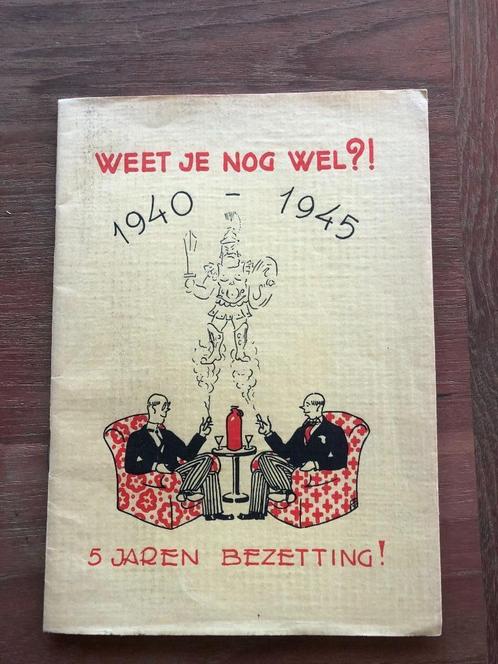 WEET JE NOG WEL?!
1940 - 1945
5 JAREN BEZETTING!